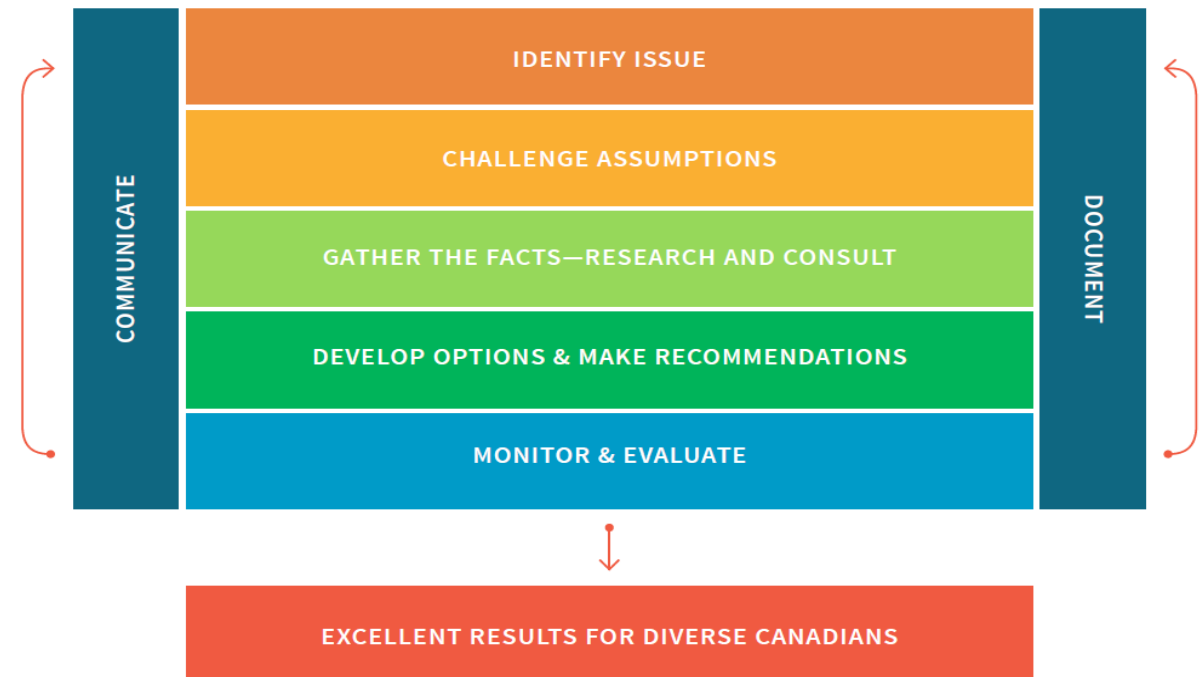 COMMUNICATE
IDENTIFY ISSUE
CHALLENGE ASSUMPTIONS
GATHER THE FACTS—RESEARCH AND CONSULT
DEVELOP OPTIONS & MAKE RECOMMENDATIONS
MONITOR & EVALUATE
DOCUMENT
EXCELLENT RESULTS FOR DIVERSE CANADIANS